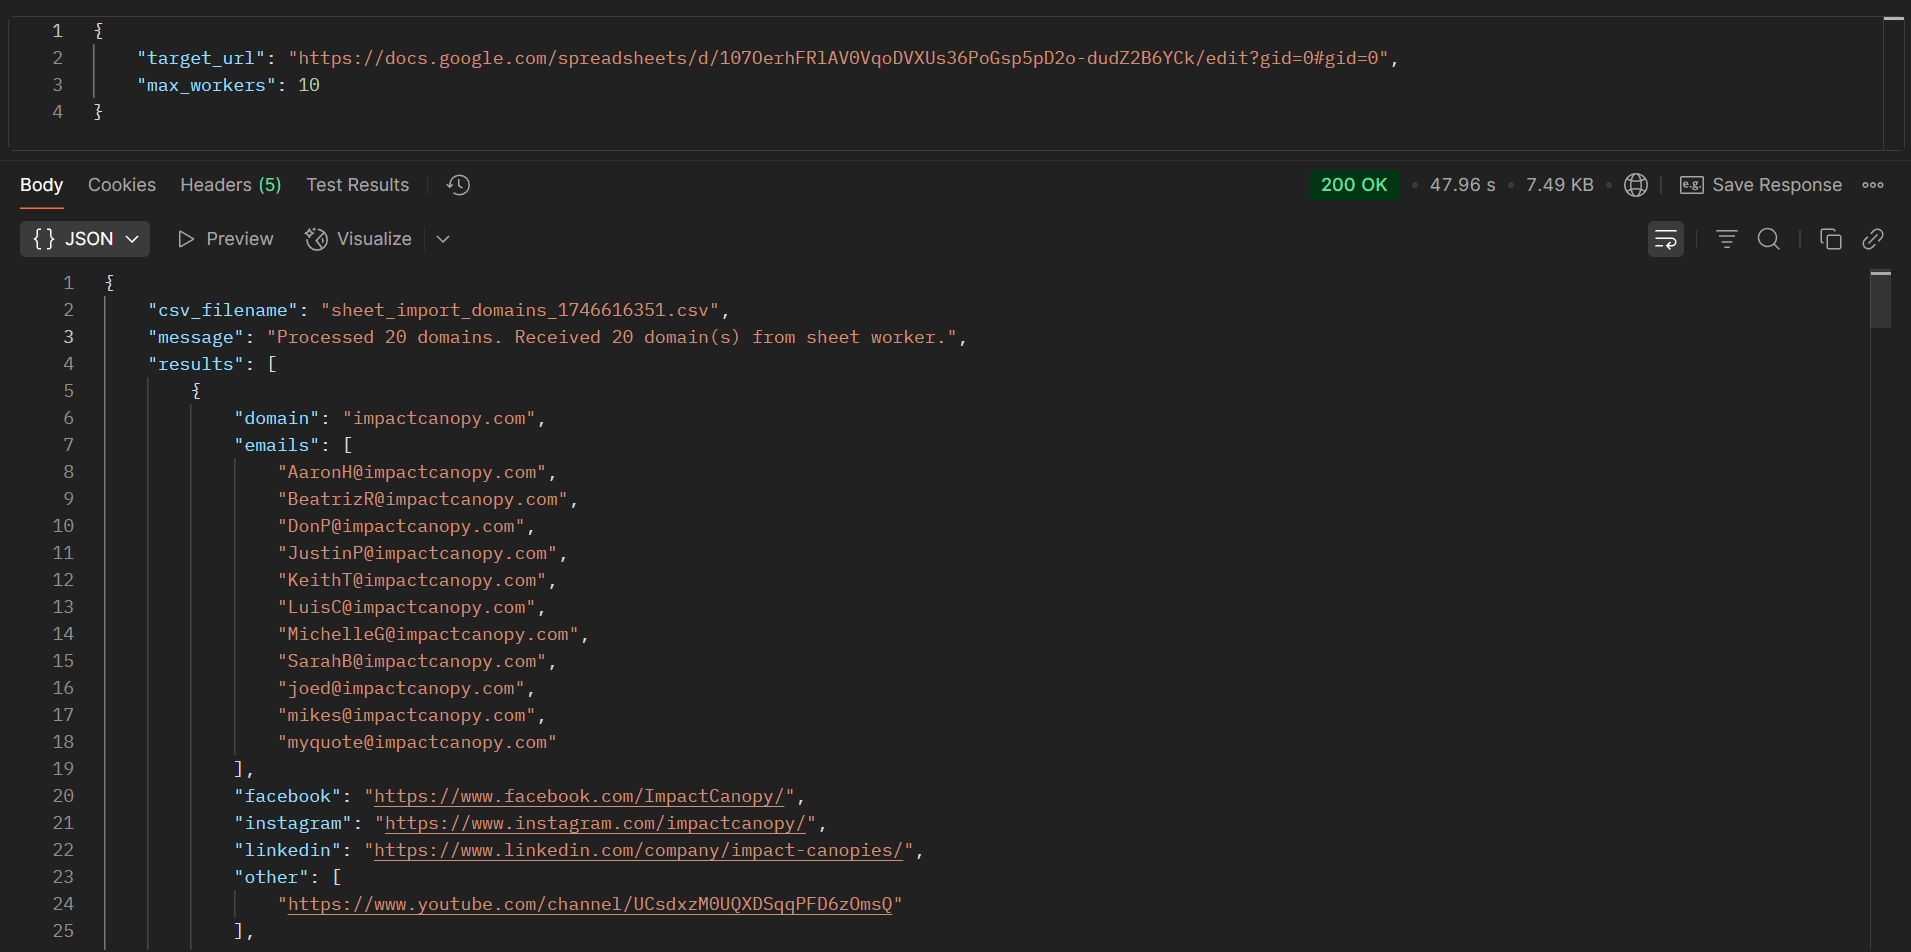 1 {
2 "target_url": "https://docs.google.com/spreadsheets/d/107OerhFRlAV0VqoDVXUs36PoGsp5pD2o-dudZ2B6YCk/edit?gid=0#gid=0",
3 "max_workers": 10
4 }
Body Cookies Headers (5) Test Results 200 OK • 47.96 s • 7.49 KB • e.g. Save Response
{} JSON Preview Visualize
1 {
2 "csv_filename": "sheet_import_domains_1746616351.csv",
3 "message": "Processed 20 domains. Received 20 domain(s) from sheet worker.",
4 "results": [
5 {
6 "domain": "impactcanopy.com",
7 "emails": [
8 "AaronH@impactcanopy.com",
9 "BeatrizR@impactcanopy.com",
10 "DonP@impactcanopy.com",
11 "JustinP@impactcanopy.com",
12 "KeithT@impactcanopy.com",
13 "LuisC@impactcanopy.com",
14 "MichelleG@impactcanopy.com",
15 "SarahB@impactcanopy.com",
16 "joed@impactcanopy.com",
17 "mikes@impactcanopy.com",
18 "myquote@impactcanopy.com"
19 ],
20 "facebook": "https://www.facebook.com/ImpactCanopy/",
21 "instagram": "https://www.instagram.com/impactcanopy/",
22 "linkedin": "https://www.linkedin.com/company/impact-canopies/",
23 "other": [
24 "https://www.youtube.com/channel/UCsdxzM0UQXDSqqPFD6zOmsQ"
25 ],